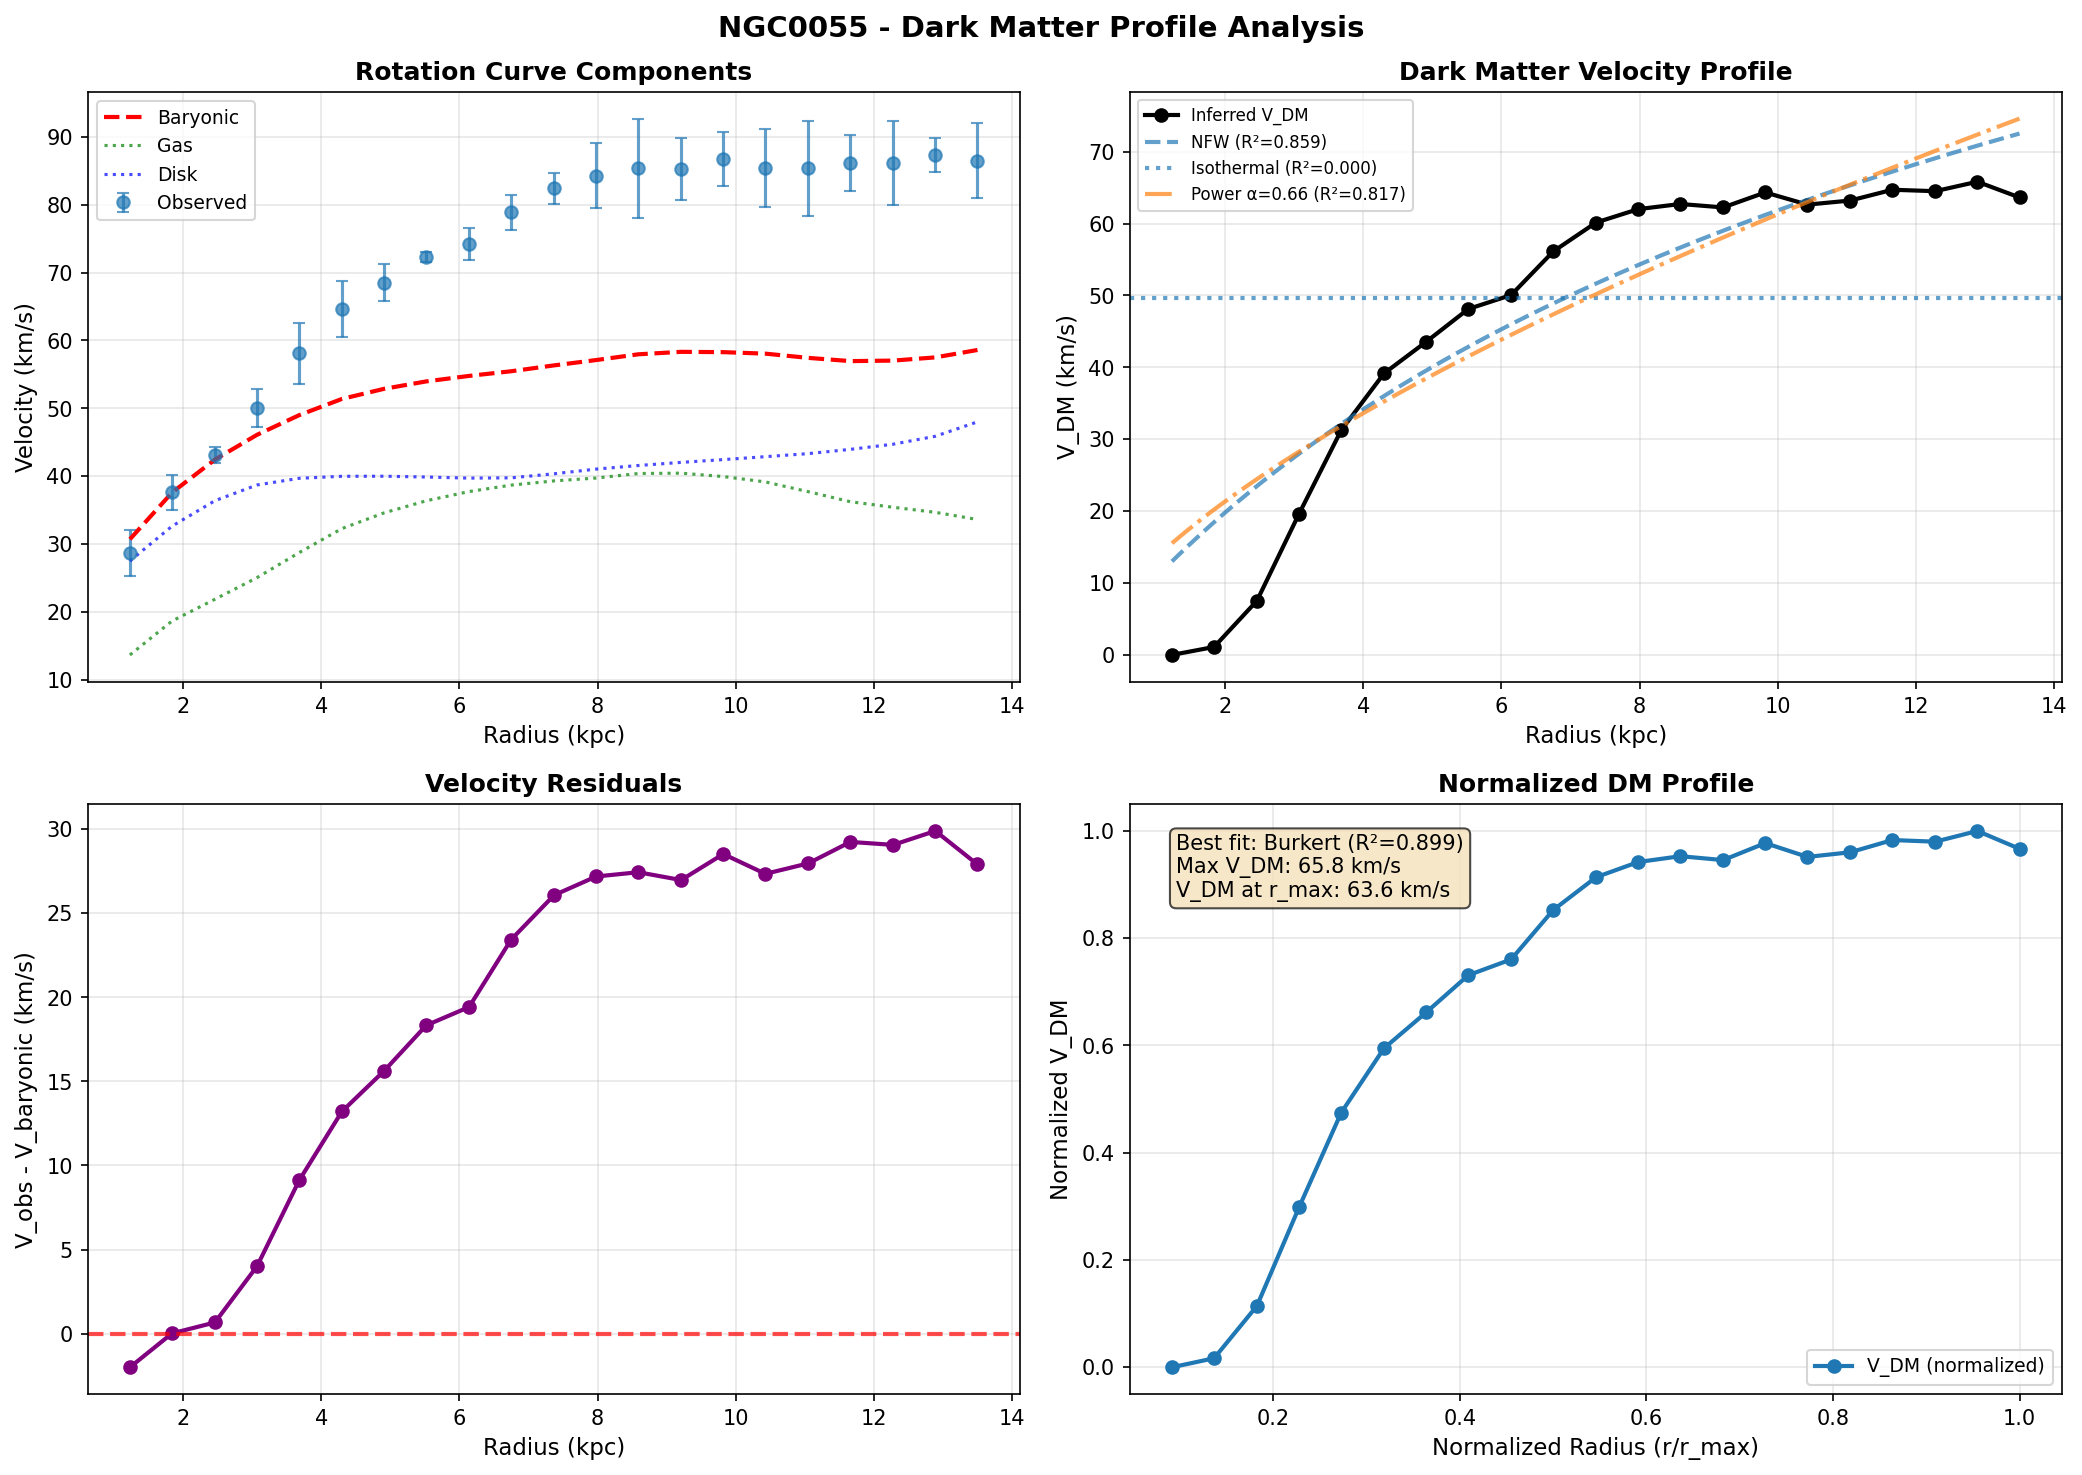 NGC0055 - Dark Matter Profile Analysis
Rotation Curve Components
Baryonic
Gas
Disk
Observed
90
80
70
60
50
40
30
20
10
Velocity (km/s)
2 4 6 8 10 12 14
Radius (kpc)
Dark Matter Velocity Profile
Inferred V_DM
NFW (R²=0.859)
Isothermal (R²=0.000)
Power α=0.66 (R²=0.817)
70
60
50
40
30
20
10
0
V_DM (km/s)
2 4 6 8 10 12 14
Radius (kpc)
Velocity Residuals
30
25
20
15
10
5
0
V_obs - V_baryonic (km/s)
2 4 6 8 10 12 14
Radius (kpc)
Normalized DM Profile
Best fit: Burkert (R²=0.899)
Max V_DM: 65.8 km/s
V_DM at r_max: 63.6 km/s
1.0
0.8
0.6
0.4
0.2
0.0
Normalized V_DM
V_DM (normalized)
0.2 0.4 0.6 0.8 1.0
Normalized Radius (r/r_max)